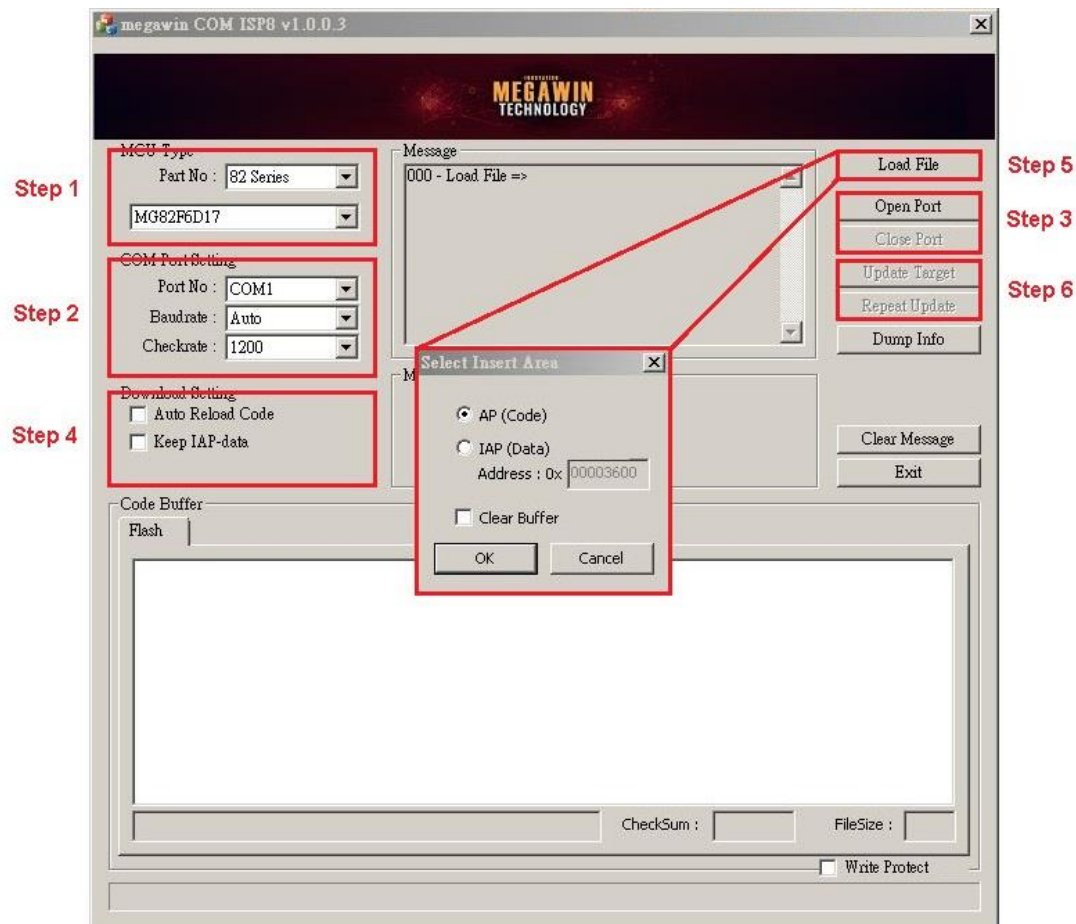 megawin COM ISP8 v1.0.0.3
INNOVATION
MEGAWIN
TECHNOLOGY
MCU Type
Part No : 82 Series
MG82F6D17
Step 1
COM Port Setting
Port No : COM1
Baudrate : Auto
Checkrate : 1200
Step 2
Download Setting
Auto Reload Code
Keep IAP-data
Step 4
Message
000 - Load File =>
Load File
Step 5
Open Port
Close Port
Step 3
Update Target
Repeat Update
Step 6
Dump Info
Clear Message
Exit
Select Insert Area
AP (Code)
IAP (Data)
Address : 0x 00003600
Clear Buffer
OK Cancel
Code Buffer
Flash
CheckSum : FileSize :
Write Protect